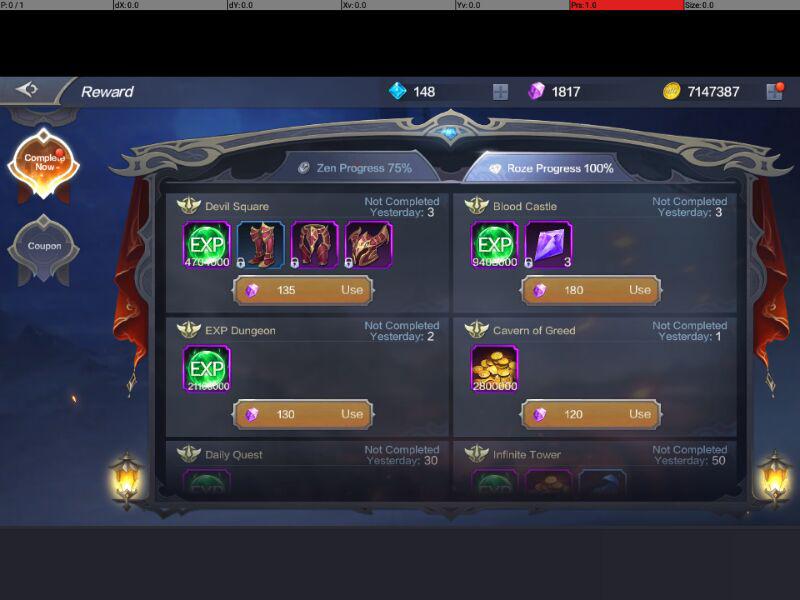 P: 0 / 1 dX: 0.0 dY: 0.0 Xv: 0.0 Yv: 0.0 Prs: 1.0 Size: 0.0
Reward 148 1817 7147387
Complete Now
Coupon
Zen Progress 75% Roze Progress 100%
Devil Square Not Completed
Yesterday: 3
EXP
135 Use
Blood Castle Not Completed
Yesterday: 3
EXP 3
180 Use
EXP Dungeon Not Completed
Yesterday: 2
EXP
130 Use
Cavern of Greed Not Completed
Yesterday: 1
2800000
120 Use
Daily Quest Not Completed
Yesterday: 30
EXP
Infinite Tower Not Completed
Yesterday: 50
EXP